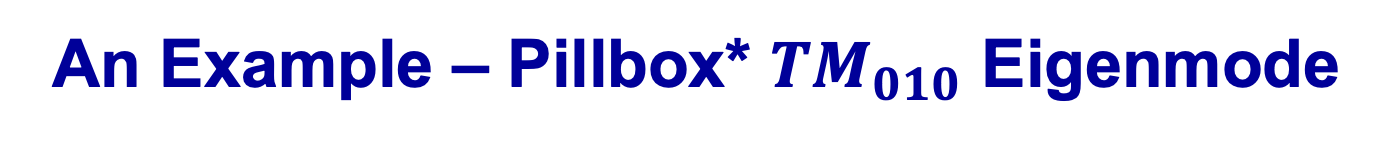 An Example – Pillbox* TM₀₁₀ Eigenmode